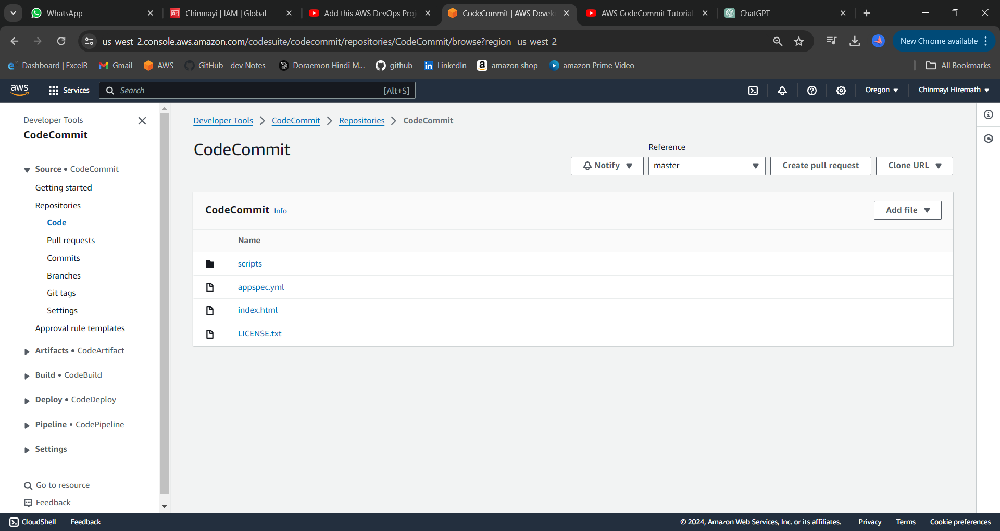 WhatsApp
Chinmayi | IAM | Global
Add this AWS DevOps Proj
CodeCommit | AWS Develo
AWS CodeCommit Tutorial
ChatGPT
us-west-2.console.aws.amazon.com/codesuite/codecommit/repositories/CodeCommit/browse?region=us-west-2
New Chrome available
Dashboard | ExcelR
Gmail
AWS
GitHub - dev Notes
Doraemon Hindi M...
github
LinkedIn
amazon shop
amazon Prime Video
All Bookmarks
aws
Services
Search
[Alt+S]
Oregon
Chinmayi Hiremath
Developer Tools
CodeCommit
Source • CodeCommit
Getting started
Repositories
Code
Pull requests
Commits
Branches
Git tags
Settings
Approval rule templates
Artifacts • CodeArtifact
Build • CodeBuild
Deploy • CodeDeploy
Pipeline • CodePipeline
Settings
Go to resource
Feedback
Developer Tools > CodeCommit > Repositories > CodeCommit
CodeCommit
Reference
Notify
master
Create pull request
Clone URL
CodeCommit Info
Add file
Name
scripts
appspec.yml
index.html
LICENSE.txt
CloudShell
Feedback
© 2024, Amazon Web Services, Inc. or its affiliates.
Privacy
Terms
Cookie preferences